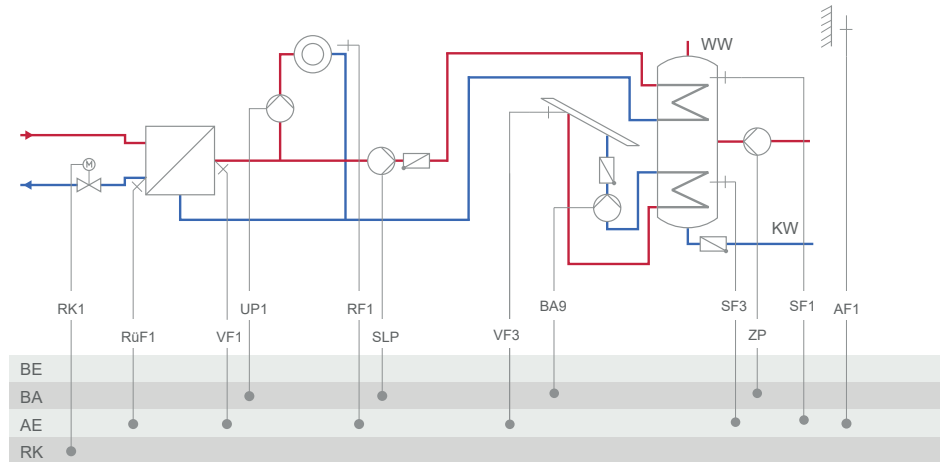 WW
M
KW
RK1 UP1 RF1 BA9 SF3 SF1 AF1
RüF1 VF1 SLP VF3 ZP
BE
BA
AE
RK